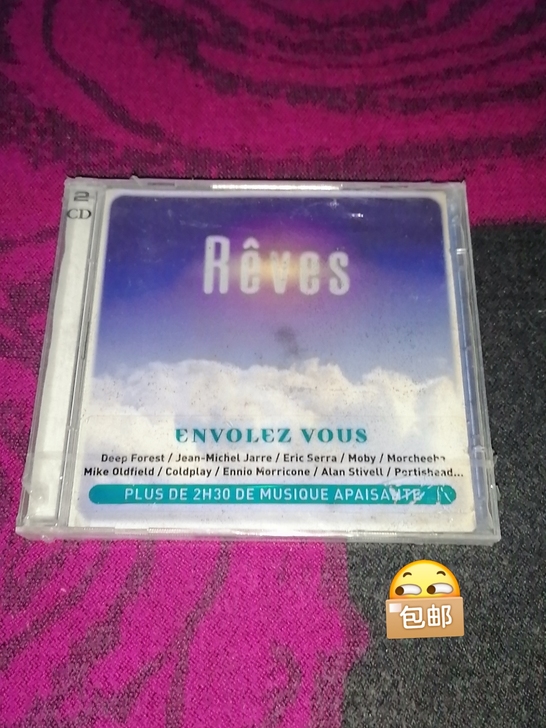 2
CD
Rêves
ENVOLEZ VOUS
Deep Forest / Jean-Michel Jarre / Eric Serra / Moby / Morcheeba
Mike Oldfield / Coldplay / Ennio Morricone / Alan Stivell / Portishead...
PLUS DE 2H30 DE MUSIQUE APAISANTE
包邮